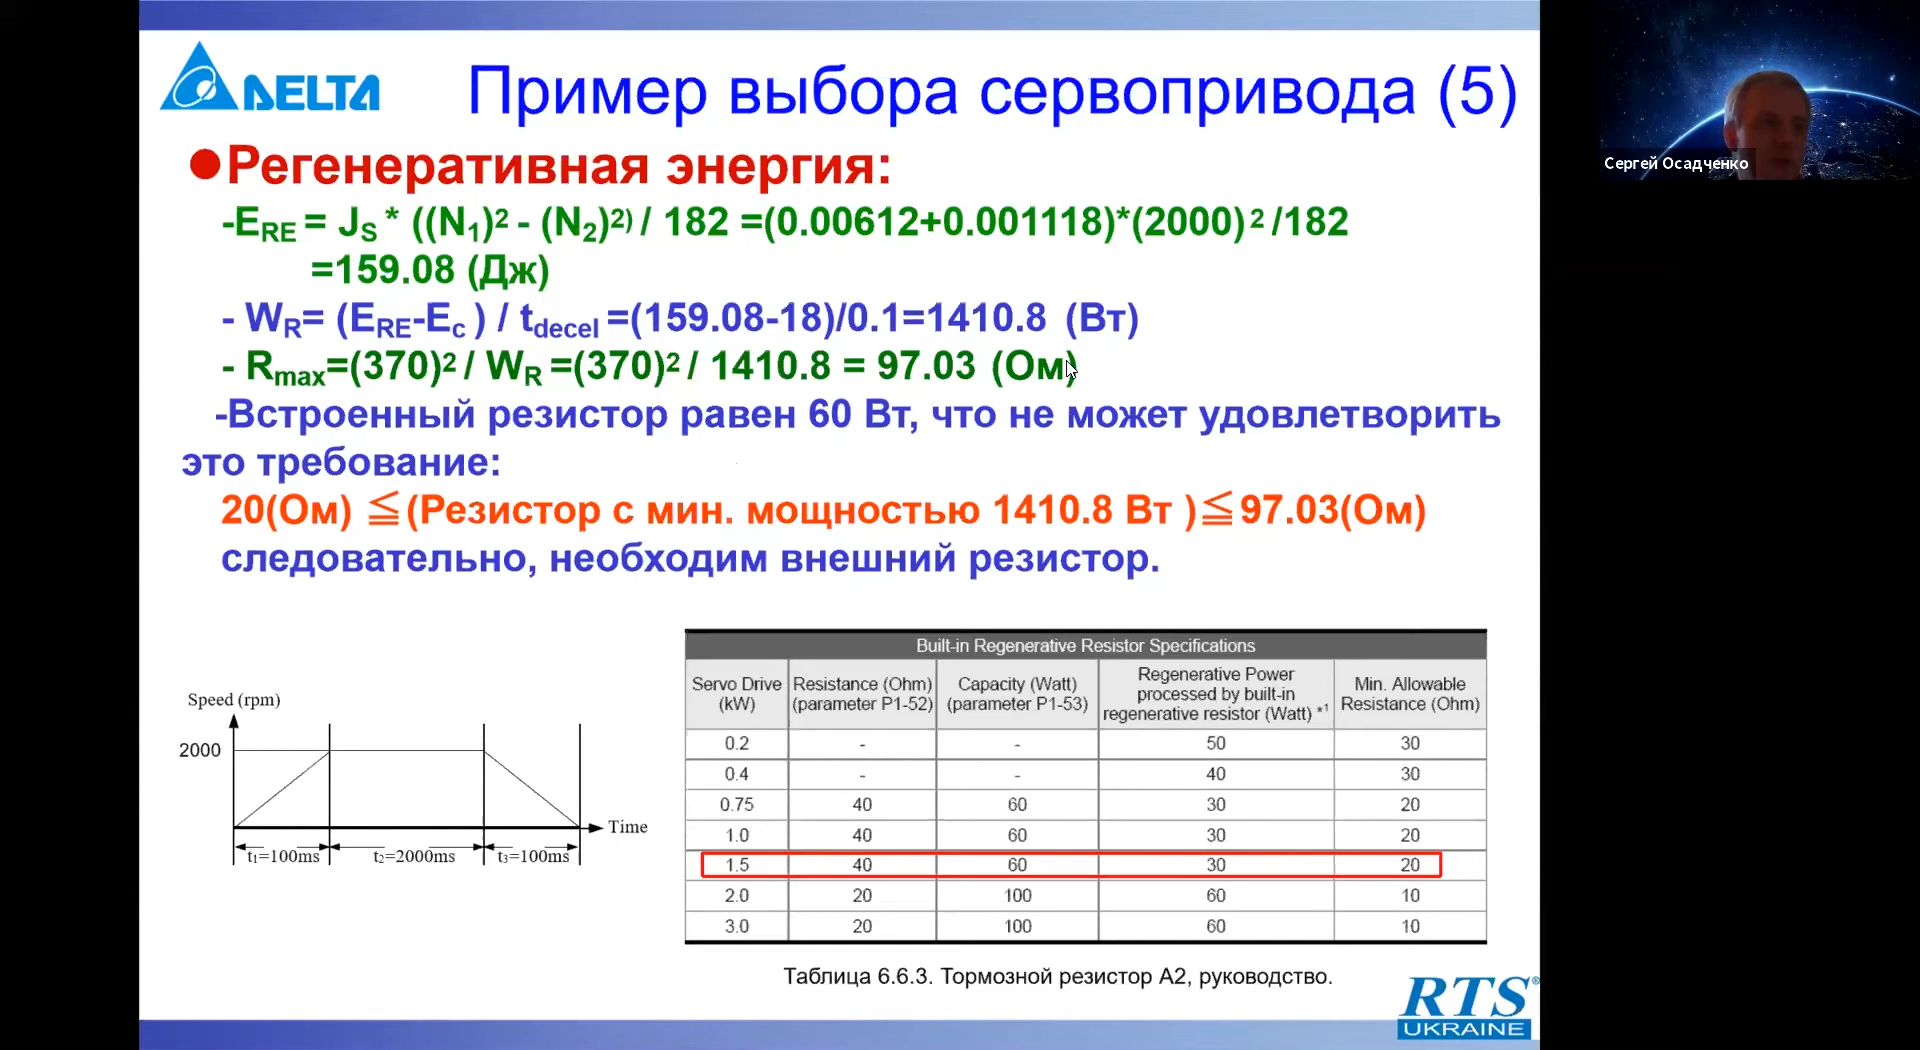 DELTA
Пример выбора сервопривода (5)
Сергей Осадченко
●Регенеративная энергия:
-ERE = JS * ((N1)2 - (N2)2) / 182 =(0.00612+0.001118)*(2000)2 /182
=159.08 (Дж)
- WR= (ERE-Ec ) / tdecel =(159.08-18)/0.1=1410.8 (Вт)
- Rmax=(370)2 / WR =(370)2 / 1410.8 = 97.03 (Ом)
-Встроенный резистор равен 60 Вт, что не может удовлетворить
это требование:
20(Ом) ≦(Резистор с мин. мощностью 1410.8 Вт )≦97.03(Ом)
следовательно, необходим внешний резистор.
Speed (rpm)
2000
Time
t1=100ms t2=2000ms t3=100ms
Built-in Regenerative Resistor Specifications
Servo Drive (kW) Resistance (Ohm) (parameter P1-52) Capacity (Watt) (parameter P1-53) Regenerative Power processed by built-in regenerative resistor (Watt) *1 Min. Allowable Resistance (Ohm)
0.2 - - 50 30
0.4 - - 40 30
0.75 40 60 30 20
1.0 40 60 30 20
1.5 40 60 30 20
2.0 20 100 60 10
3.0 20 100 60 10
Таблица 6.6.3. Тормозной резистор А2, руководство.
RTS®
UKRAINE